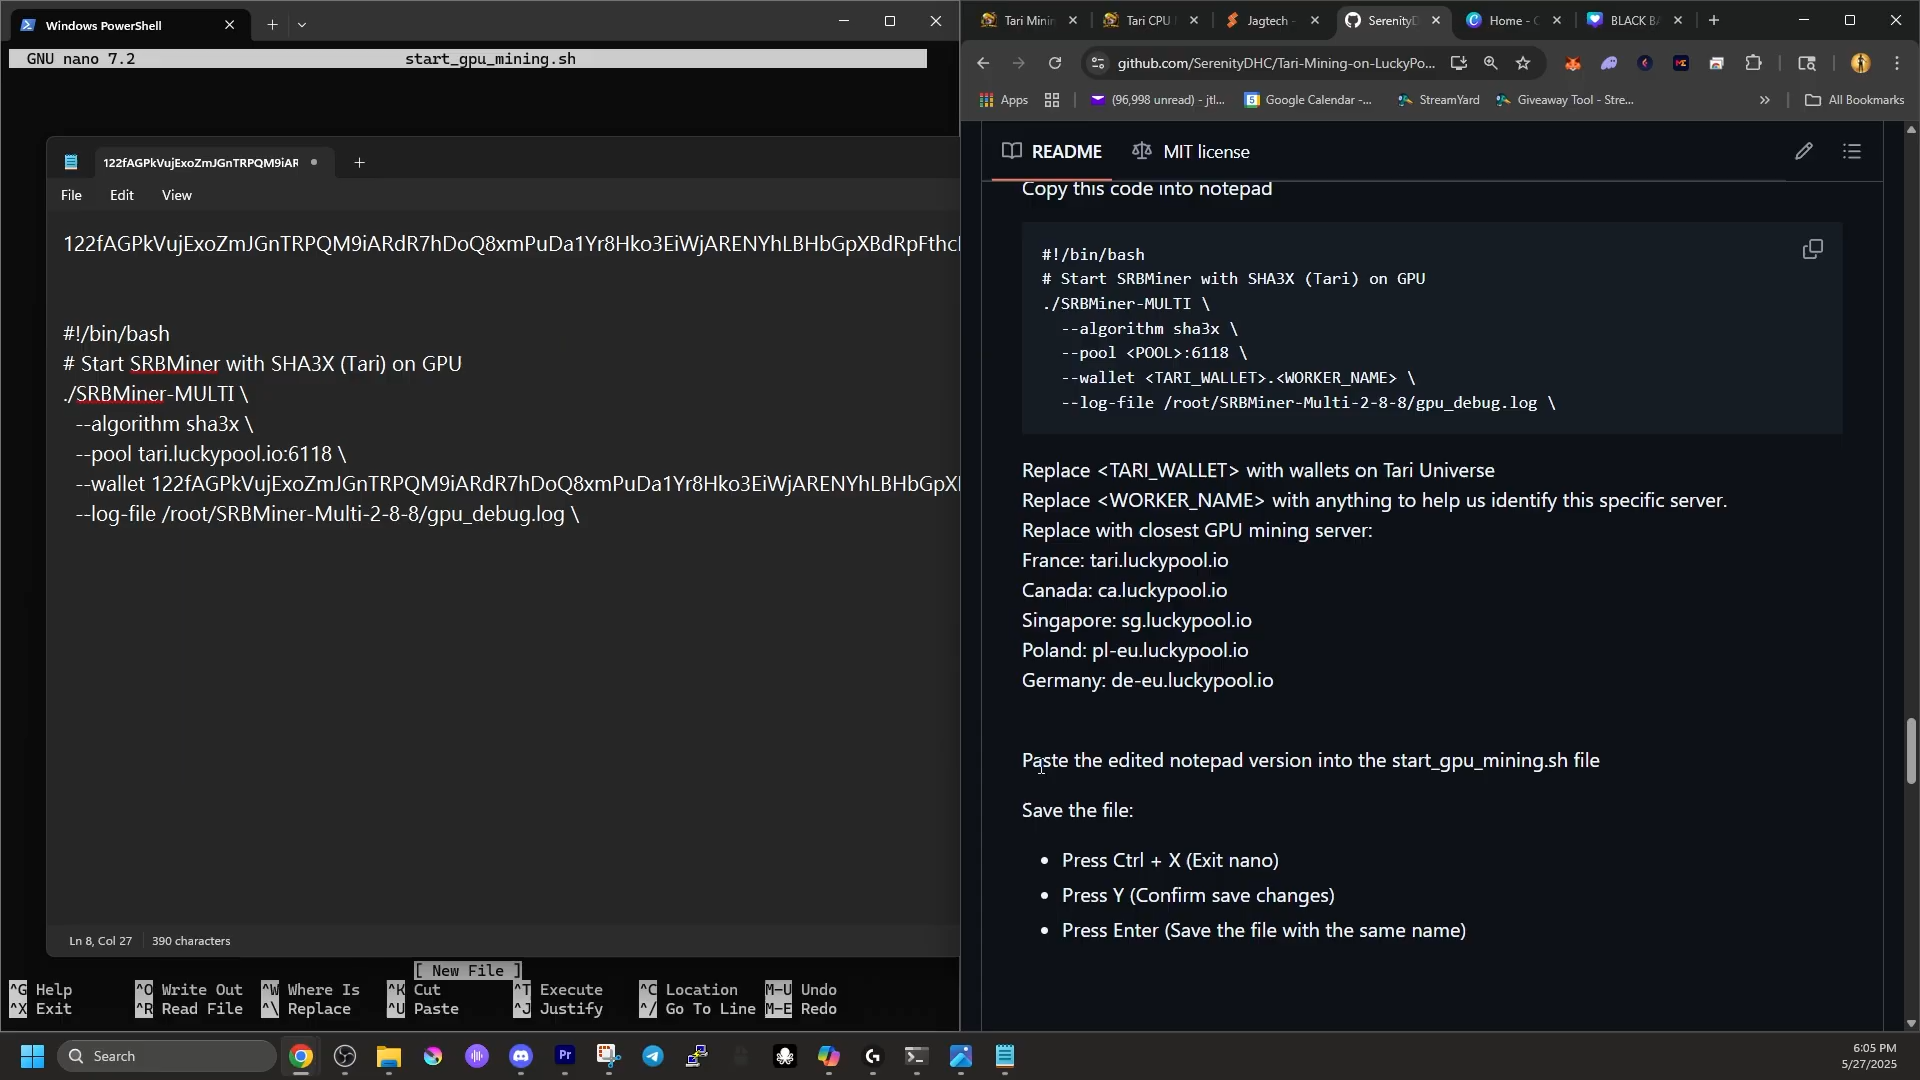 Windows PowerShell
GNU nano 7.2
start_gpu_mining.sh
122fAGPkVujExoZmJGnTRPQM9iAR
File
Edit
View
122fAGPkVujExoZmJGnTRPQM9iARdR7hDoQ8xmPuDa1Yr8Hko3EiWjARENYhLBHbGpXBdRpFthc
#!/bin/bash
# Start SRBMiner with SHA3X (Tari) on GPU
./SRBMiner-MULTI \
--algorithm sha3x \
--pool tari.luckypool.io:6118 \
--wallet 122fAGPkVujExoZmJGnTRPQM9iARdR7hDoQ8xmPuDa1Yr8Hko3EiWjARENYhLBHbGpX
--log-file /root/SRBMiner-Multi-2-8-8/gpu_debug.log \
Ln 8, Col 27
390 characters
[ New File ]
^G Help
^O Write Out
^W Where Is
^K Cut
^T Execute
^C Location
M-U Undo
^X Exit
^R Read File
^\ Replace
^U Paste
^J Justify
^/ Go To Line
M-E Redo
Tari Minin
Tari CPU
Jagtech -
SerenityD
Home - C
BLACK BA
github.com/SerenityDHC/Tari-Mining-on-LuckyPo...
Apps
(96,998 unread) - jtl...
Google Calendar -...
StreamYard
Giveaway Tool - Stre...
All Bookmarks
README
MIT license
Copy this code into notepad
#!/bin/bash
# Start SRBMiner with SHA3X (Tari) on GPU
./SRBMiner-MULTI \
--algorithm sha3x \
--pool <POOL>:6118 \
--wallet <TARI_WALLET>.<WORKER_NAME> \
--log-file /root/SRBMiner-Multi-2-8-8/gpu_debug.log \
Replace <TARI_WALLET> with wallets on Tari Universe
Replace <WORKER_NAME> with anything to help us identify this specific server.
Replace with closest GPU mining server:
France: tari.luckypool.io
Canada: ca.luckypool.io
Singapore: sg.luckypool.io
Poland: pl-eu.luckypool.io
Germany: de-eu.luckypool.io
Paste the edited notepad version into the start_gpu_mining.sh file
Save the file:
• Press Ctrl + X (Exit nano)
• Press Y (Confirm save changes)
• Press Enter (Save the file with the same name)
Search
6:05 PM
5/27/2025